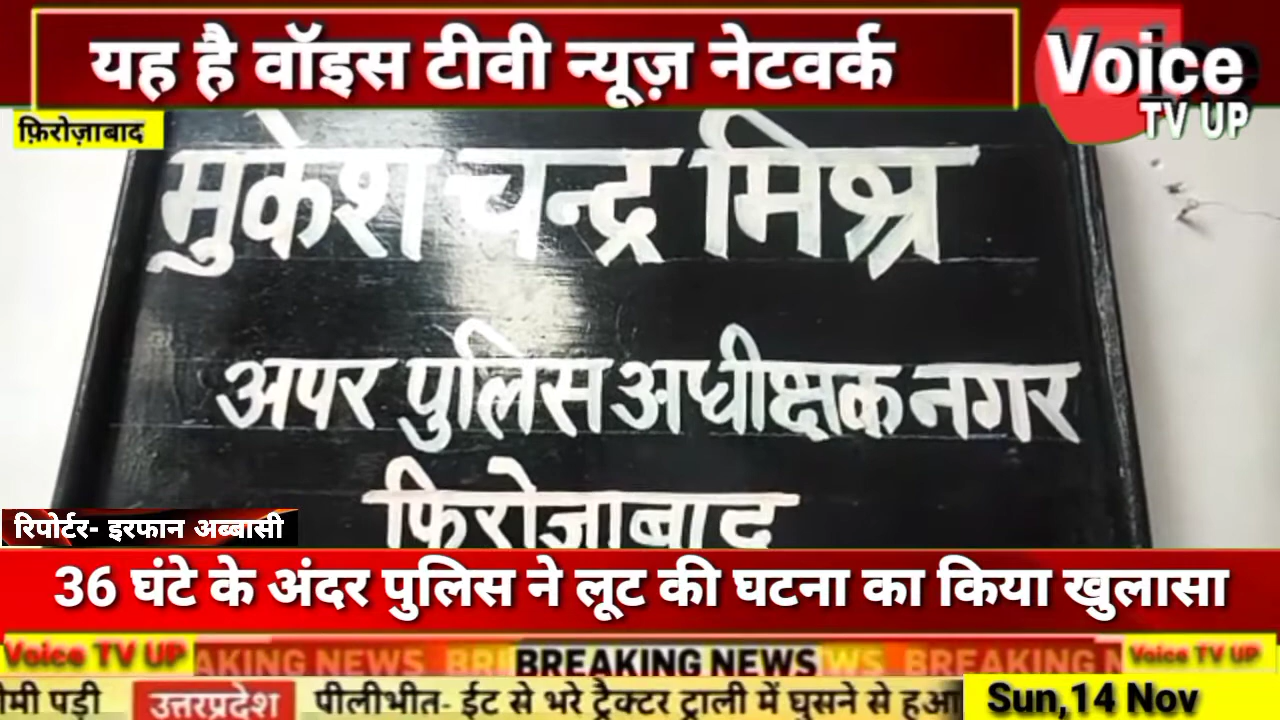 यह है वॉइस टीवी न्यूज़ नेटवर्क
Voice
TV UP
फ़िरोज़ाबाद
मुकेश चन्द्र मिश्र
अपर पुलिस अधीक्षक नगर
फिरोजाबाद
रिपोर्टर- इरफान अब्बासी
36 घंटे के अंदर पुलिस ने लूट की घटना का किया खुलासा
Voice TV UP
BREAKING NEWS
Voice TV UP
पड़ी
उत्तरप्रदेश
पीलीभीत- ईट से भरे ट्रैक्टर ट्राली में घुसने से
Sun,14 Nov